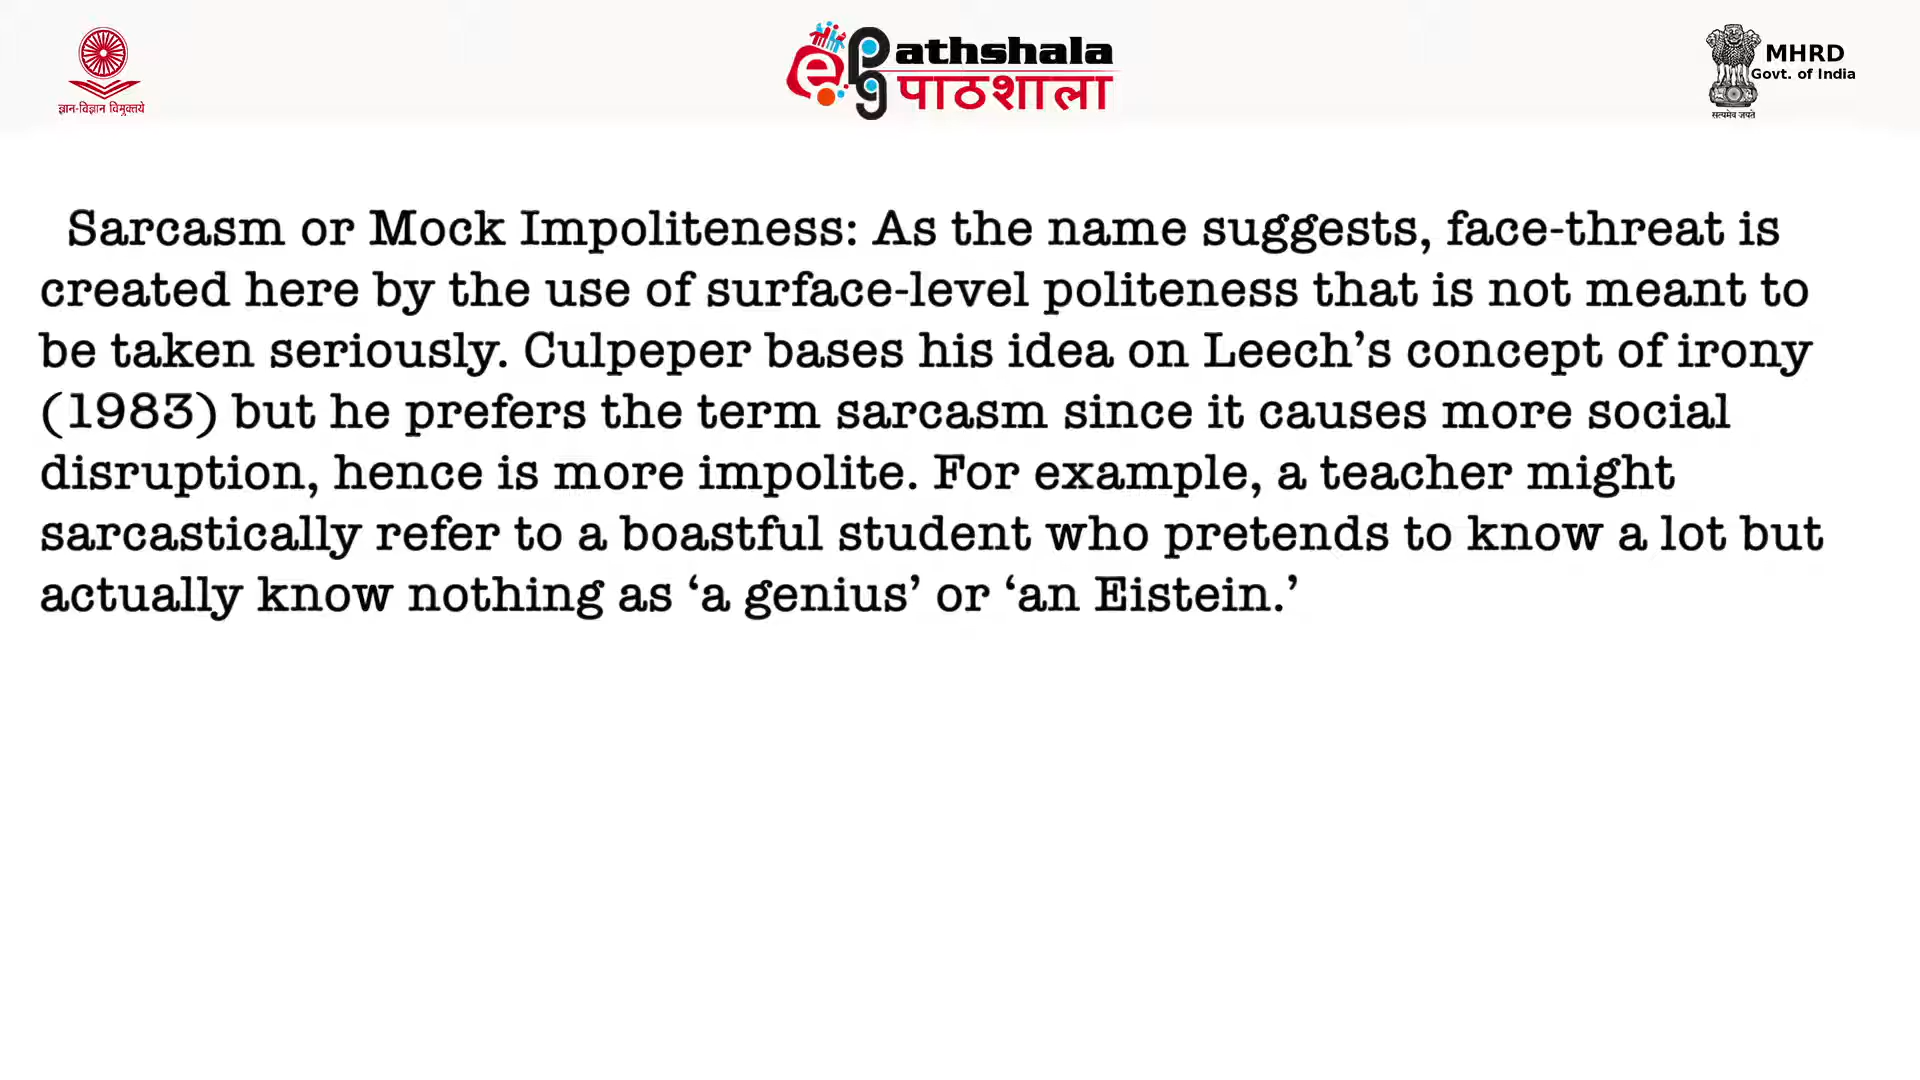 ज्ञान-विज्ञान विमुक्तये
ePathshala
पाठशाला
MHRD
Govt. of India
सत्यमेव जयते
Sarcasm or Mock Impoliteness: As the name suggests, face-threat is
created here by the use of surface-level politeness that is not meant to
be taken seriously. Culpeper bases his idea on Leech’s concept of irony
(1983) but he prefers the term sarcasm since it causes more social
disruption, hence is more impolite. For example, a teacher might
sarcastically refer to a boastful student who pretends to know a lot but
actually know nothing as ‘a genius’ or ‘an Eistein.’